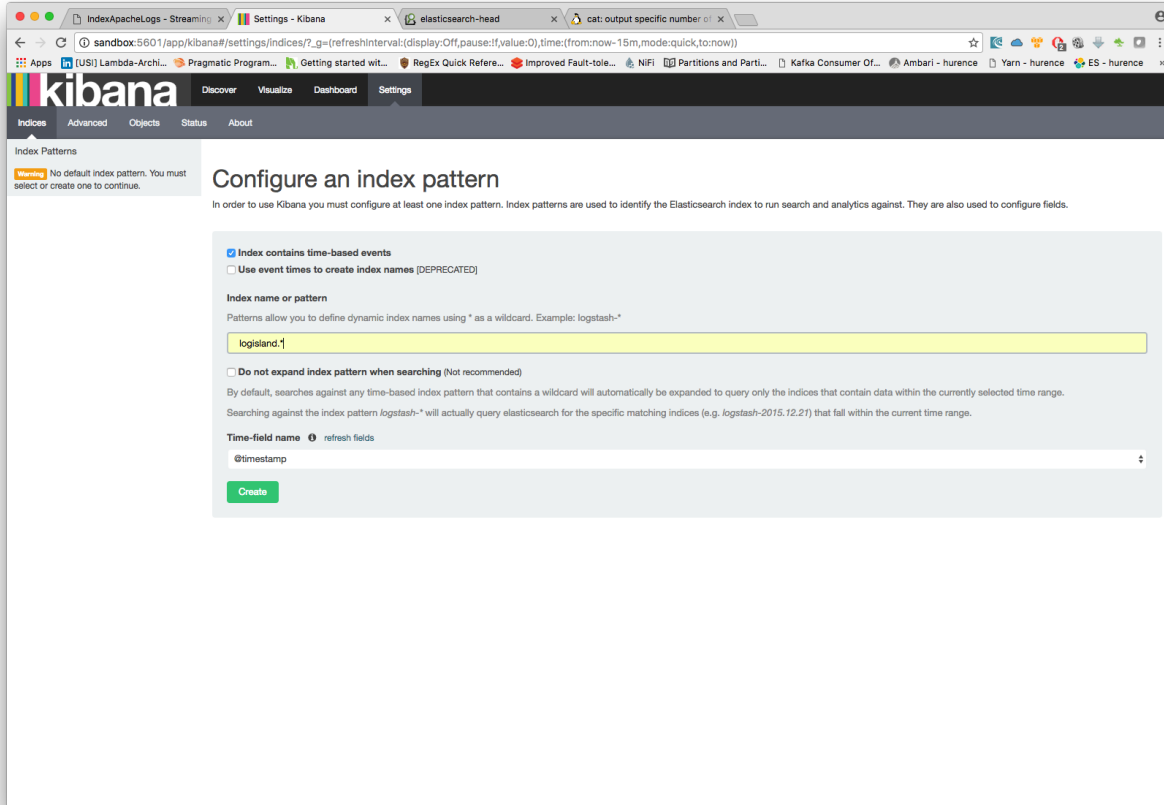 IndexApacheLogs - Streaming
Settings - Kibana
elasticsearch-head
cat: output specific number of
sandbox:5601/app/kibana#/settings/indices/?_g=(refreshInterval:(display:Off,pause:!f,value:0),time:(from:now-15m,mode:quick,to:now))
Apps
[USI] Lambda-Archi...
Pragmatic Program...
Getting started wit...
RegEx Quick Refere...
Improved Fault-tole...
NiFi
Partitions and Parti...
Kafka Consumer Of...
Ambari - hurence
Yarn - hurence
ES - hurence
kibana
Discover
Visualize
Dashboard
Settings
Indices
Advanced
Objects
Status
About
Index Patterns
Warning No default index pattern. You must
select or create one to continue.
Configure an index pattern
In order to use Kibana you must configure at least one index pattern. Index patterns are used to identify the Elasticsearch index to run search and analytics against. They are also used to configure fields.
Index contains time-based events
Use event times to create index names [DEPRECATED]
Index name or pattern
Patterns allow you to define dynamic index names using * as a wildcard. Example: logstash-*
logisland.*
Do not expand index pattern when searching (Not recommended)
By default, searches against any time-based index pattern that contains a wildcard will automatically be expanded to query only the indices that contain data within the currently selected time range.
Searching against the index pattern logstash-* will actually query elasticsearch for the specific matching indices (e.g. logstash-2015.12.21) that fall within the current time range.
Time-field name
refresh fields
@timestamp
Create